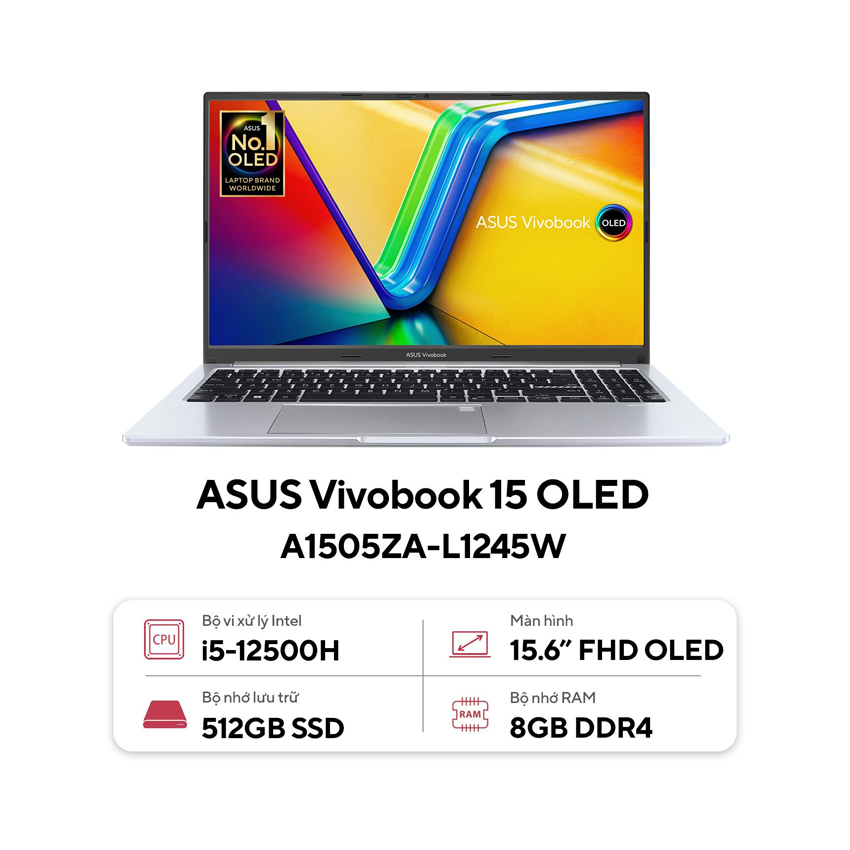 ASUS
No.1
OLED
LAPTOP BRAND
WORLDWIDE
ASUS Vivobook OLED
ASUS Vivobook
ASUS Vivobook 15 OLED
A1505ZA-L1245W
CPU
Bộ vi xử lý Intel
i5-12500H
Màn hình
15.6” FHD OLED
Bộ nhớ lưu trữ
512GB SSD
RAM
Bộ nhớ RAM
8GB DDR4